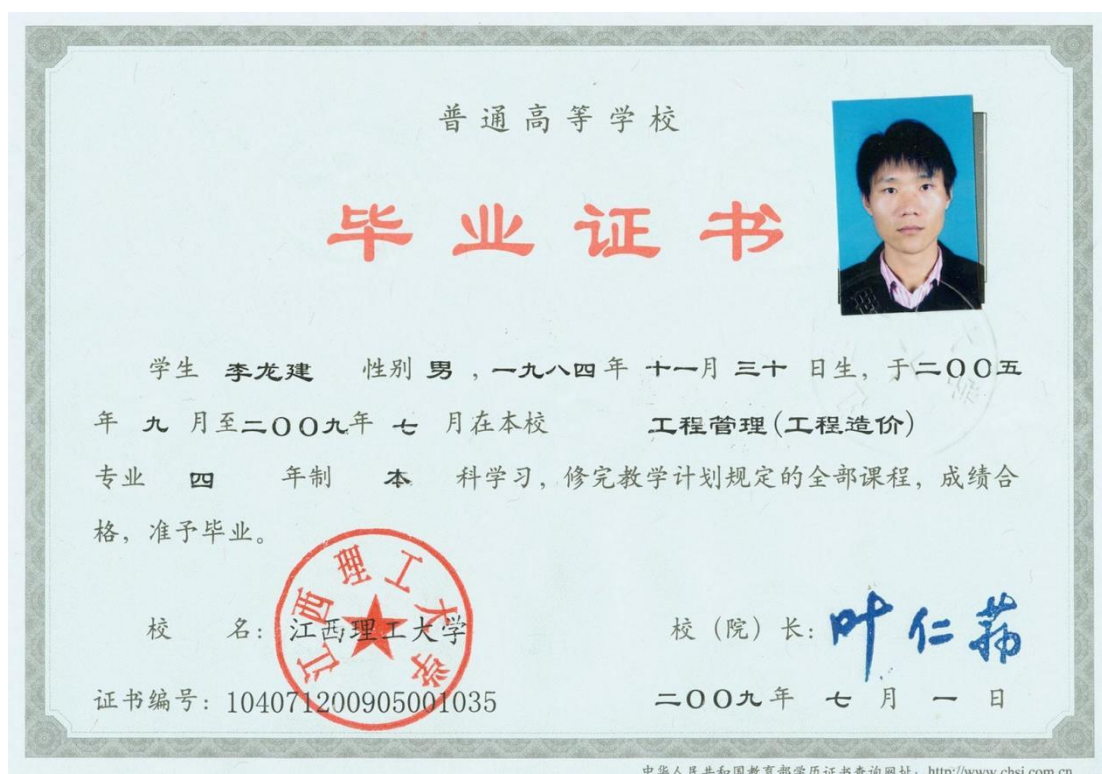 普通高等学校
毕业证书
学生 李龙建 性别 男 ，一九八四年 十一月 三十 日生，于二〇〇五
年 九 月至二〇〇九年 七 月在本校 工程管理(工程造价)
专业 四 年制 本 科学习，修完教学计划规定的全部课程，成绩合
格，准予毕业。
江西理工大学
校 名：江西理工大学 校（院）长：叶仁荪
证书编号：104071200905001035 二〇〇九年 七 月 一 日
中华人民共和国教育部学历证书查询网址：http://www.chsi.com.cn